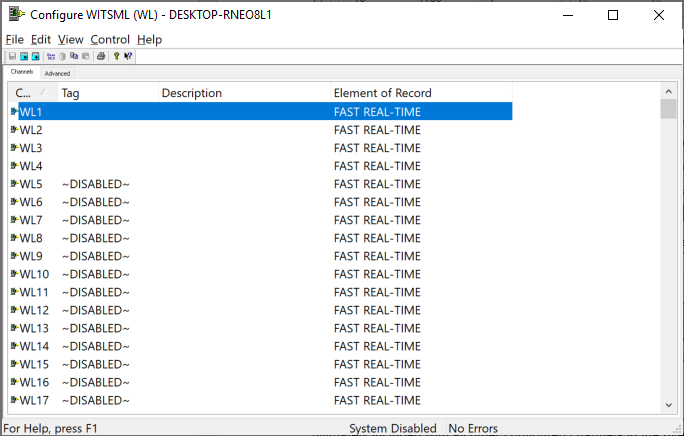 Configure WITSML (WL) - DESKTOP-RNEO8L1
File Edit View Control Help
Channels Advanced
C... Tag Description Element of Record
WL1 FAST REAL-TIME
WL2 FAST REAL-TIME
WL3 FAST REAL-TIME
WL4 FAST REAL-TIME
WL5 ~DISABLED~ FAST REAL-TIME
WL6 ~DISABLED~ FAST REAL-TIME
WL7 ~DISABLED~ FAST REAL-TIME
WL8 ~DISABLED~ FAST REAL-TIME
WL9 ~DISABLED~ FAST REAL-TIME
WL10 ~DISABLED~ FAST REAL-TIME
WL11 ~DISABLED~ FAST REAL-TIME
WL12 ~DISABLED~ FAST REAL-TIME
WL13 ~DISABLED~ FAST REAL-TIME
WL14 ~DISABLED~ FAST REAL-TIME
WL15 ~DISABLED~ FAST REAL-TIME
WL16 ~DISABLED~ FAST REAL-TIME
WL17 ~DISABLED~ FAST REAL-TIME
For Help, press F1 System Disabled No Errors